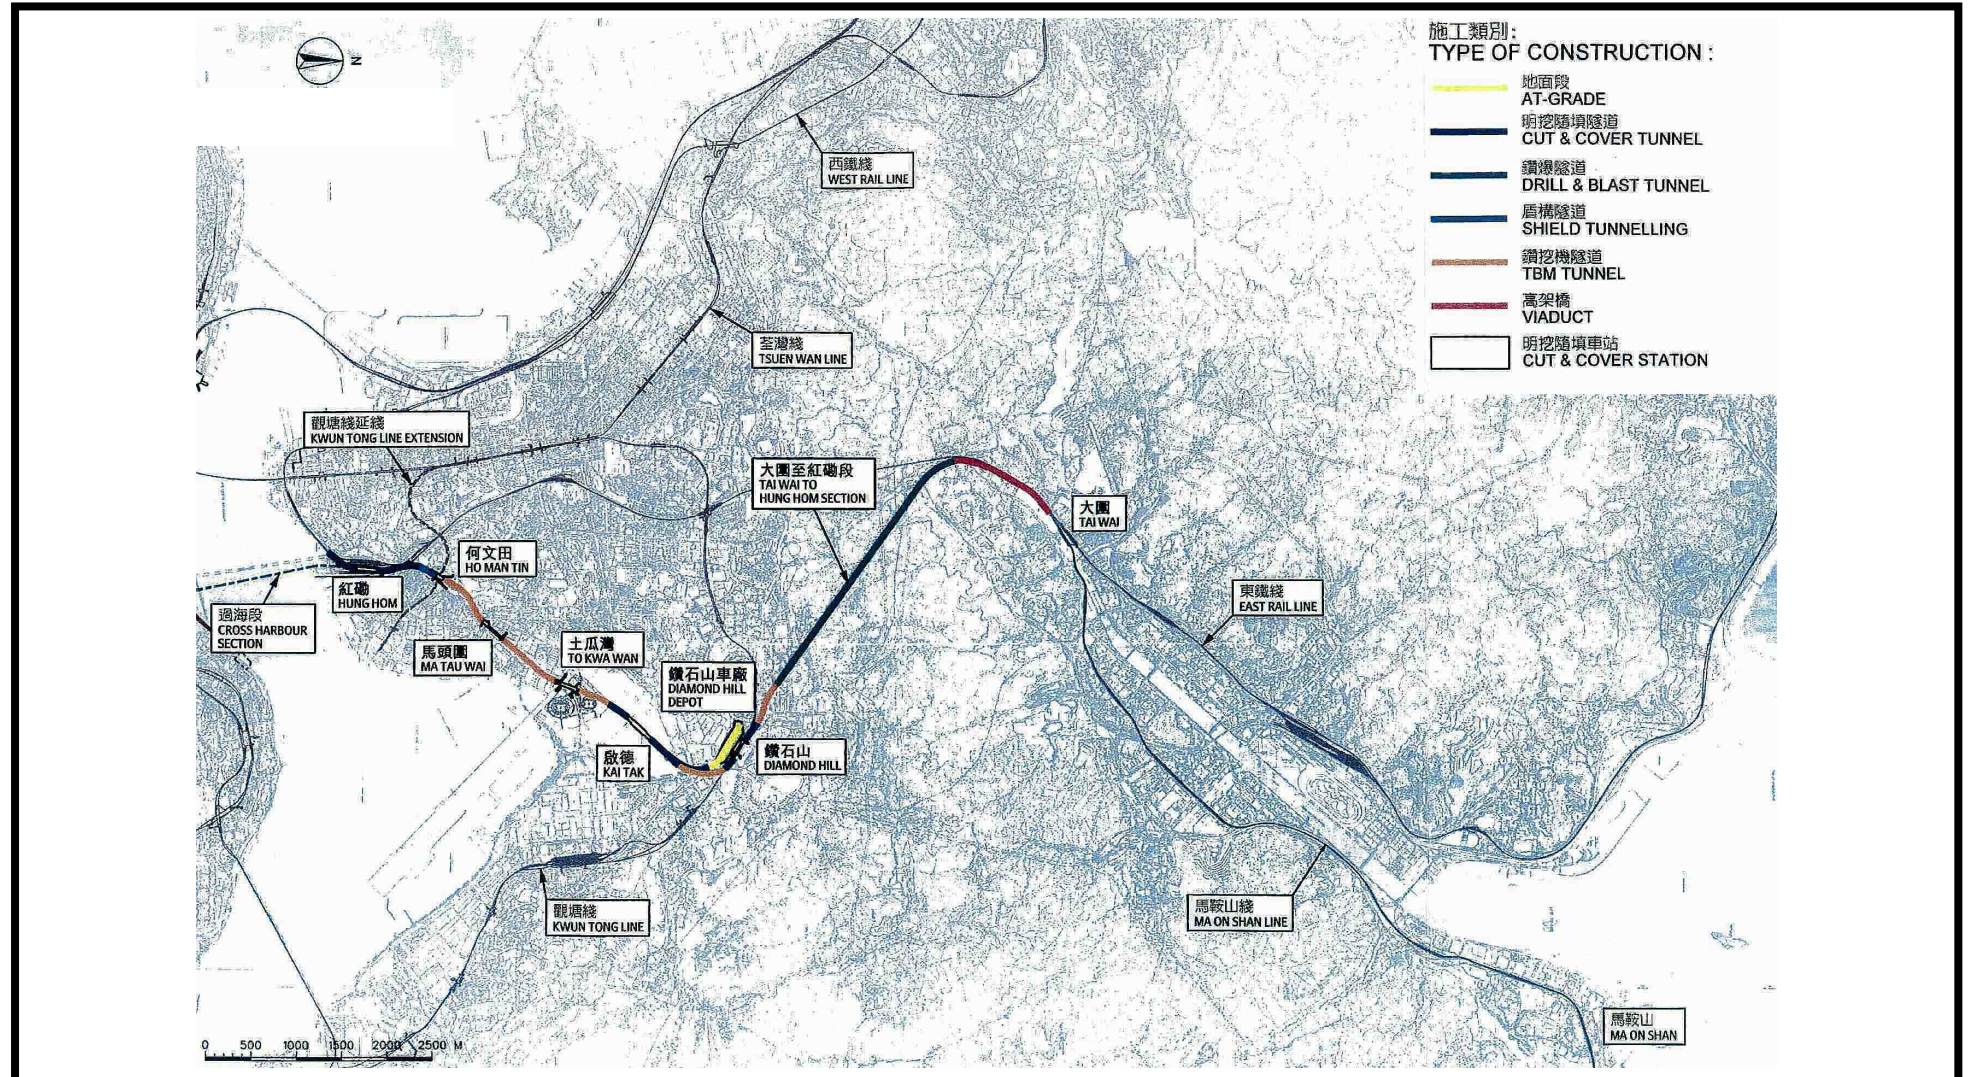 N
施工類別:
TYPE OF CONSTRUCTION :
地面段
AT-GRADE
明挖隨填隧道
CUT & COVER TUNNEL
鑽爆隧道
DRILL & BLAST TUNNEL
盾構隧道
SHIELD TUNNELLING
鑽挖機隧道
TBM TUNNEL
高架橋
VIADUCT
明挖隨填車站
CUT & COVER STATION
西鐵綫
WEST RAIL LINE
荃灣綫
TSUEN WAN LINE
觀塘綫延綫
KWUN TONG LINE EXTENSION
大圍至紅磡段
TAI WAI TO
HUNG HOM SECTION
大圍
TAI WAI
何文田
HO MAN TIN
紅磡
HUNG HOM
過海段
CROSS HARBOUR
SECTION
東鐵綫
EAST RAIL LINE
馬頭圍
MA TAU WAI
土瓜灣
TO KWA WAN
鑽石山車廠
DIAMOND HILL
DEPOT
啟德
KAI TAK
鑽石山
DIAMOND HILL
觀塘綫
KWUN TONG LINE
馬鞍山綫
MA ON SHAN LINE
馬鞍山
MA ON SHAN
0 500 1000 1500 2000 2500 M